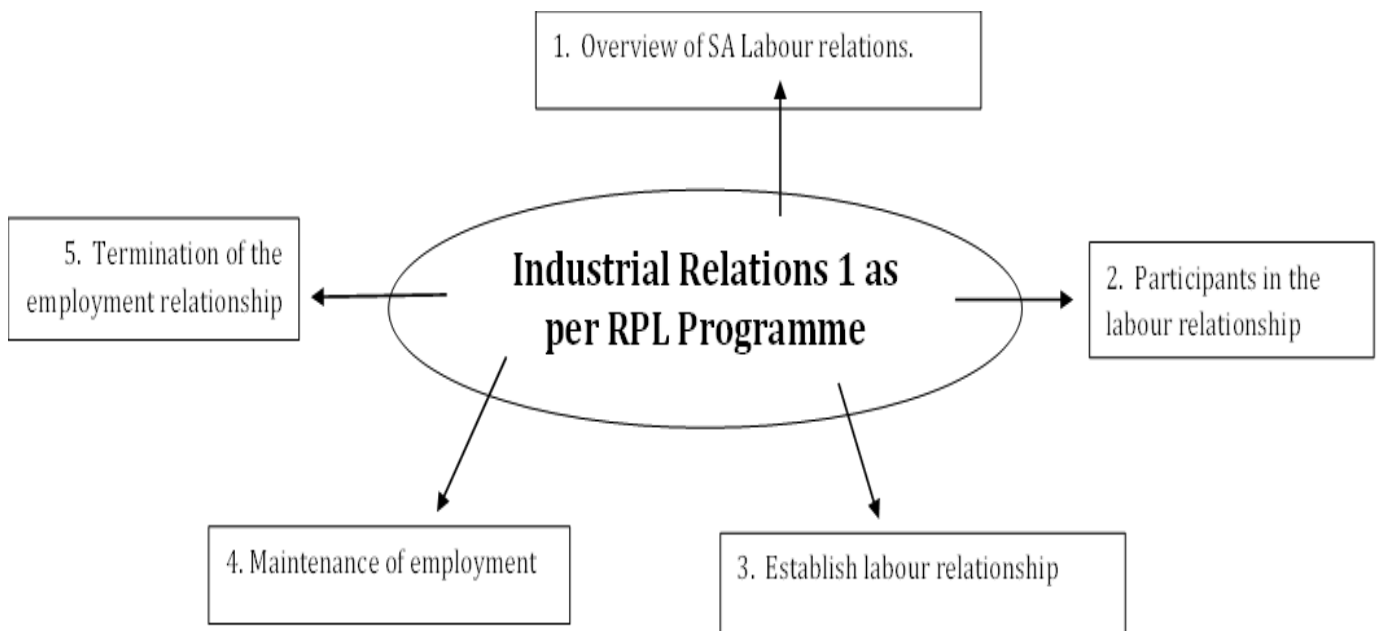 1. Overview of SA Labour relations.
Industrial Relations 1 as
per RPL Programme
2. Participants in the
labour relationship
3. Establish labour relationship
4. Maintenance of employment
5. Termination of the
employment relationship